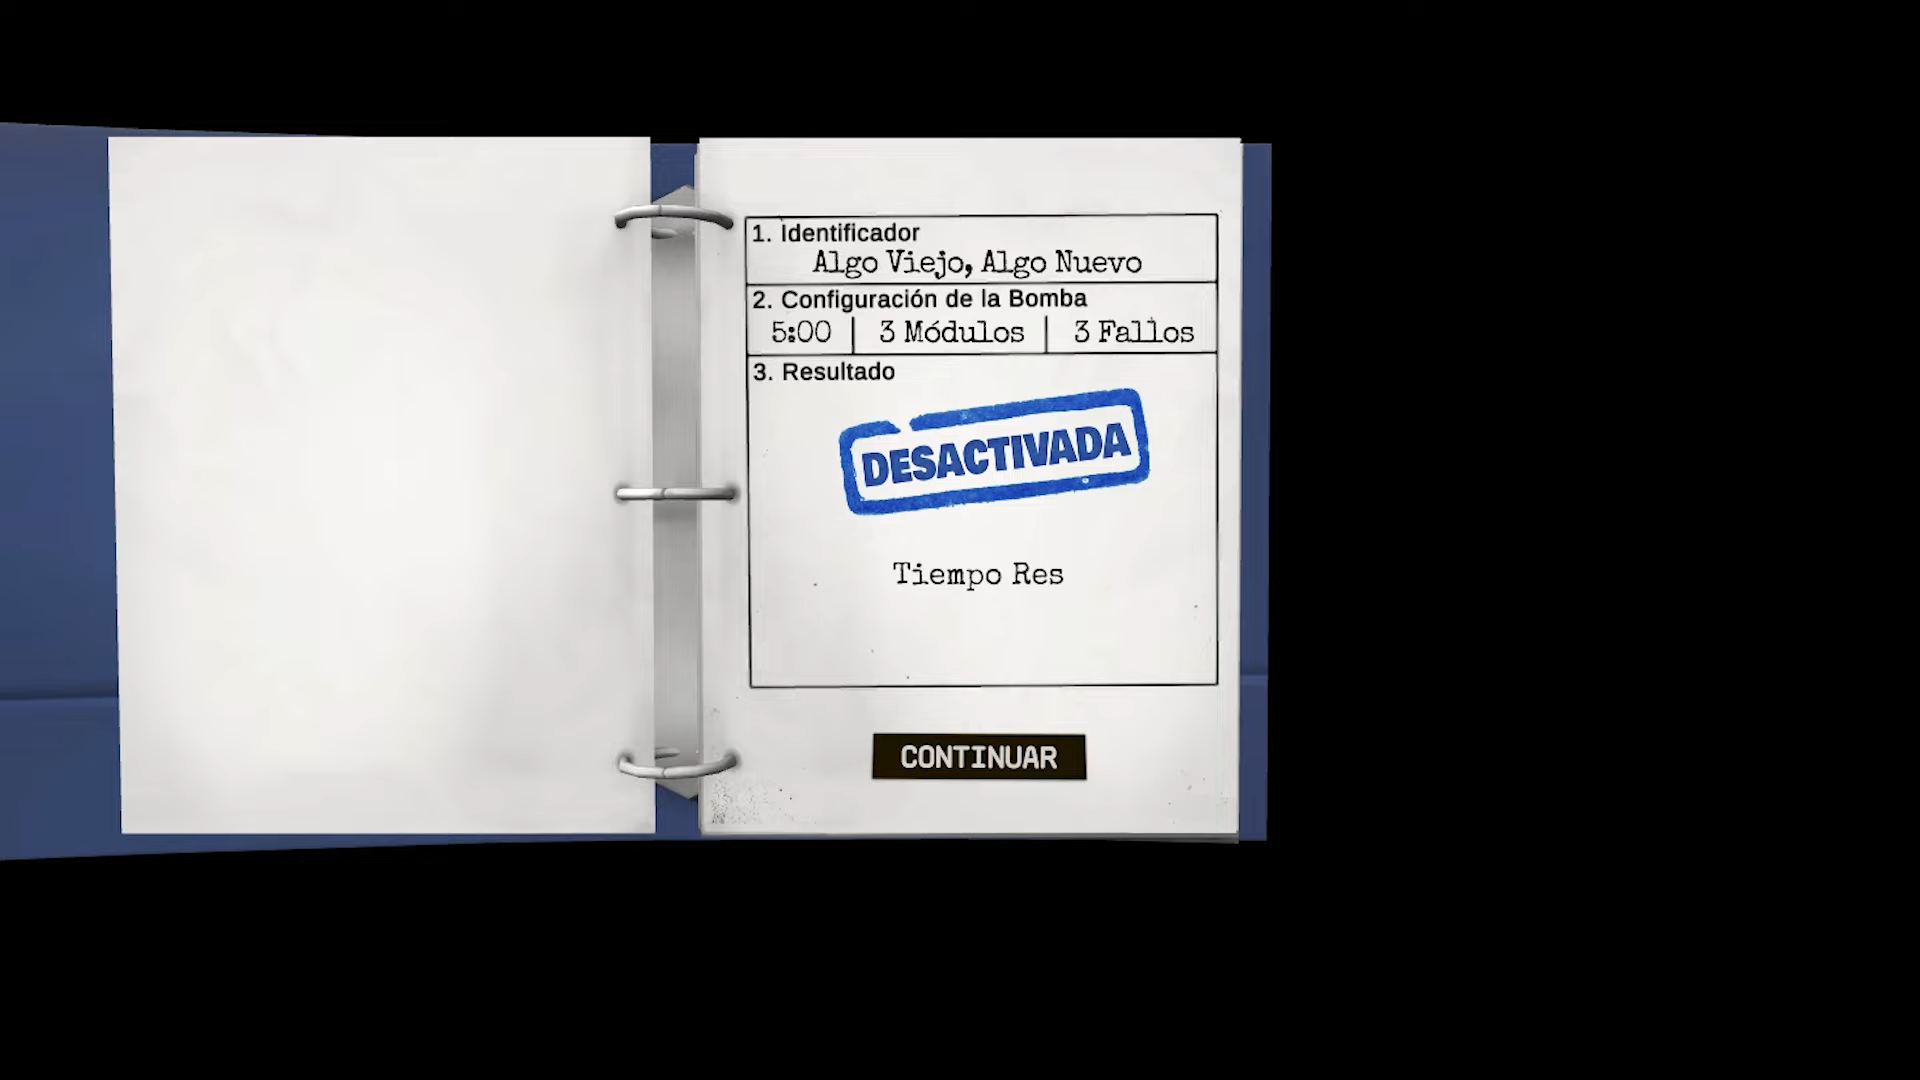 1. Identificador
Algo Viejo, Algo Nuevo
2. Configuración de la Bomba
5:00 | 3 Módulos | 3 Fallos
3. Resultado
DESACTIVADA
Tiempo Res
CONTINUAR